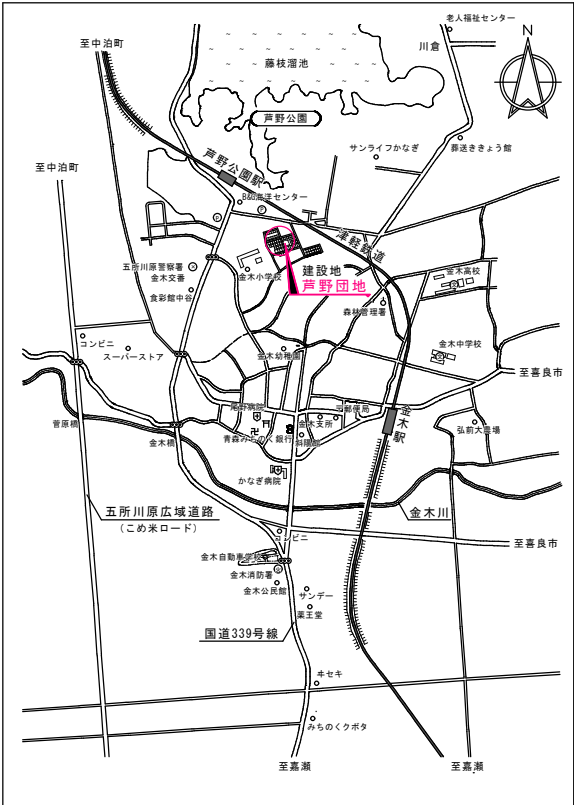 老人福祉センター
川倉
N
至中泊町
藤枝溜池
芦野公園
サンライフかなぎ
葬送ききょう館
芦野公園駅
至中泊町
B&G海洋センター
P
P
津軽鉄道
五所川原警察署
金木交番
金木小学校
建設地
芦野団地
金木高校
食彩館中谷
森林管理署
コンビニ
スーパーストア
金木幼稚園
金木中学校
至喜良市
尾野病院
金木支所
〒郵便局
金木駅
菅原橋
金木橋
青森みちのく銀行
斜陽館
弘前大農場
かなぎ病院
五所川原広域道路
(こめ米ロード)
金木川
コンビニ
至喜良市
金木自動車学校
金木消防署
金木公民館
サンデー
薬王堂
国道339号線
ヰセキ
みちのくクボタ
至嘉瀬
至嘉瀬